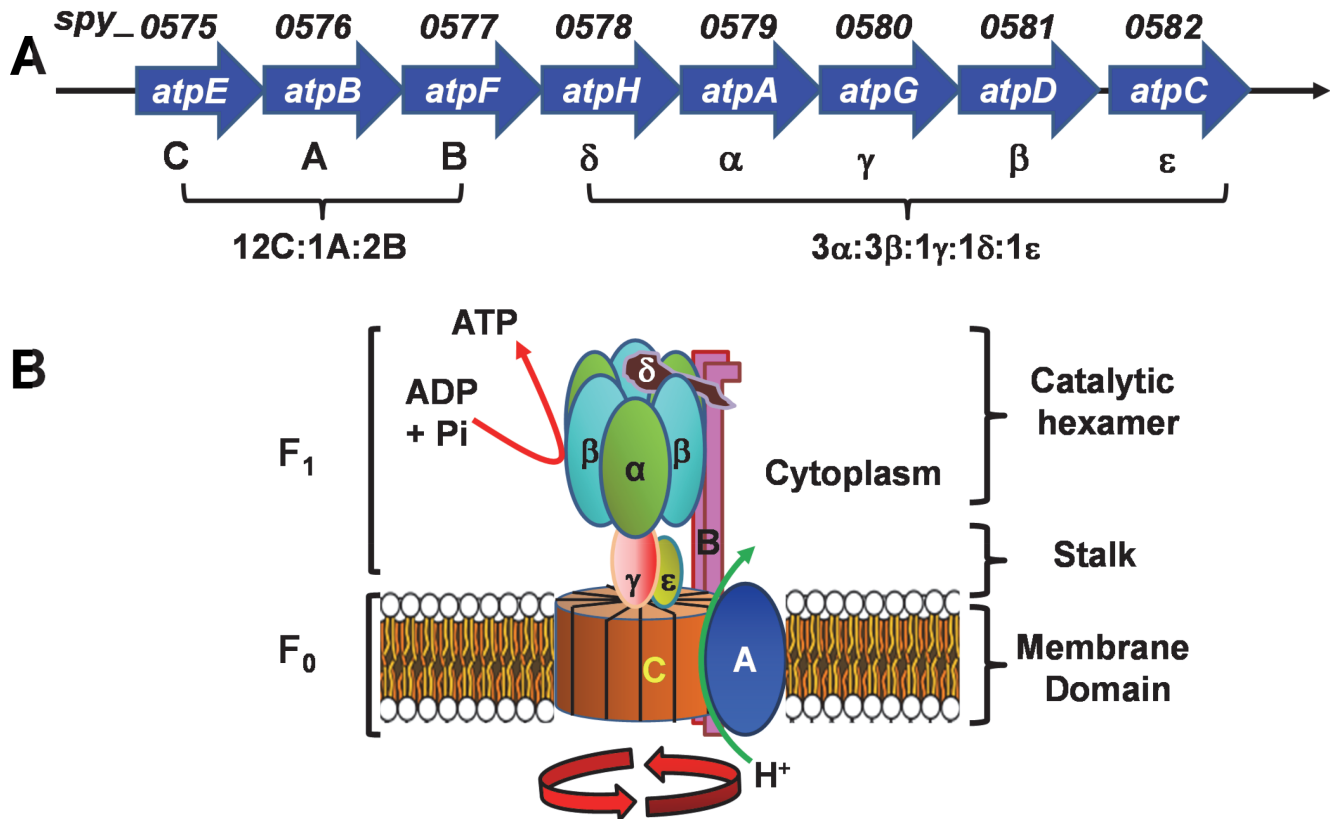 A
spy_ 0575 0576 0577 0578 0579 0580 0581 0582
atpE atpB atpF atpH atpA atpG atpD atpC
C A B δ α γ β ε
12C:1A:2B 3α:3β:1γ:1δ:1ε
B
ATP
ADP
+ Pi
F₁
δ
β α β
γ ε
B
Cytoplasm
Catalytic
hexamer
Stalk
F₀
C
A
Membrane
Domain
H⁺